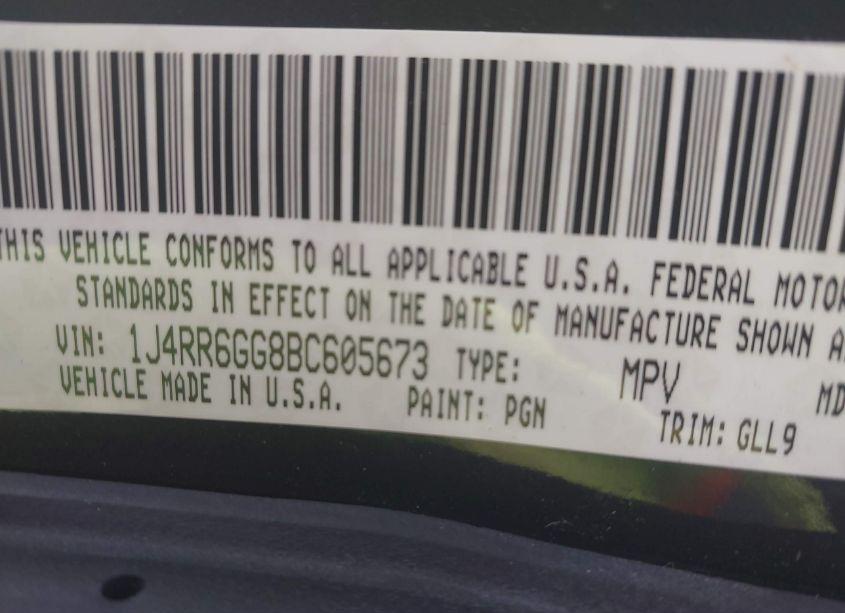 THIS VEHICLE CONFORMS TO ALL APPLICABLE U.S.A. FEDERAL MOTOR
STANDARDS IN EFFECT ON THE DATE OF MANUFACTURE SHOWN A
VIN: 1J4RR6GG8BC605673 TYPE: MPV MD
VEHICLE MADE IN U.S.A. PAINT: PGN TRIM: GLL9